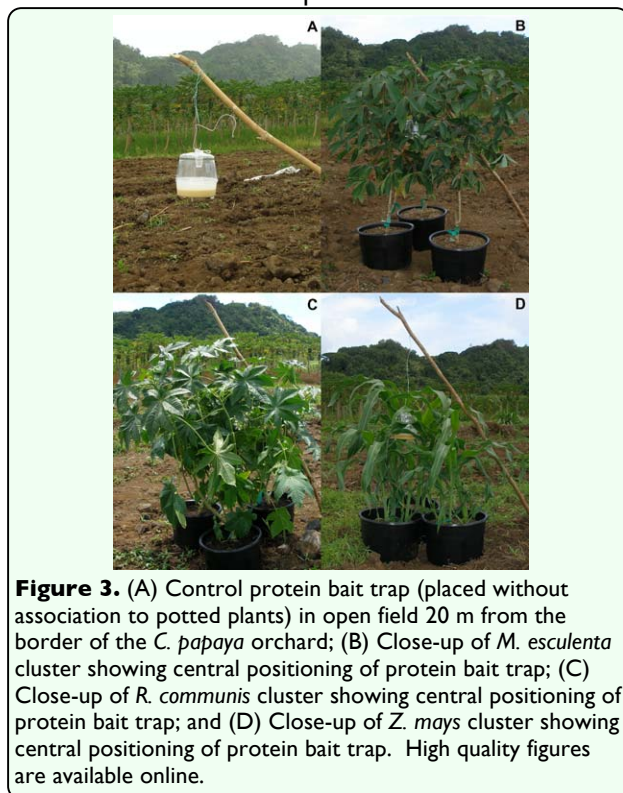 A
B
C
D
Figure 3. (A) Control protein bait trap (placed without
association to potted plants) in open field 20 m from the
border of the C. papaya orchard; (B) Close-up of M. esculenta
cluster showing central positioning of protein bait trap; (C)
Close-up of R. communis cluster showing central positioning of
protein bait trap; and (D) Close-up of Z. mays cluster showing
central positioning of protein bait trap. High quality figures
are available online.